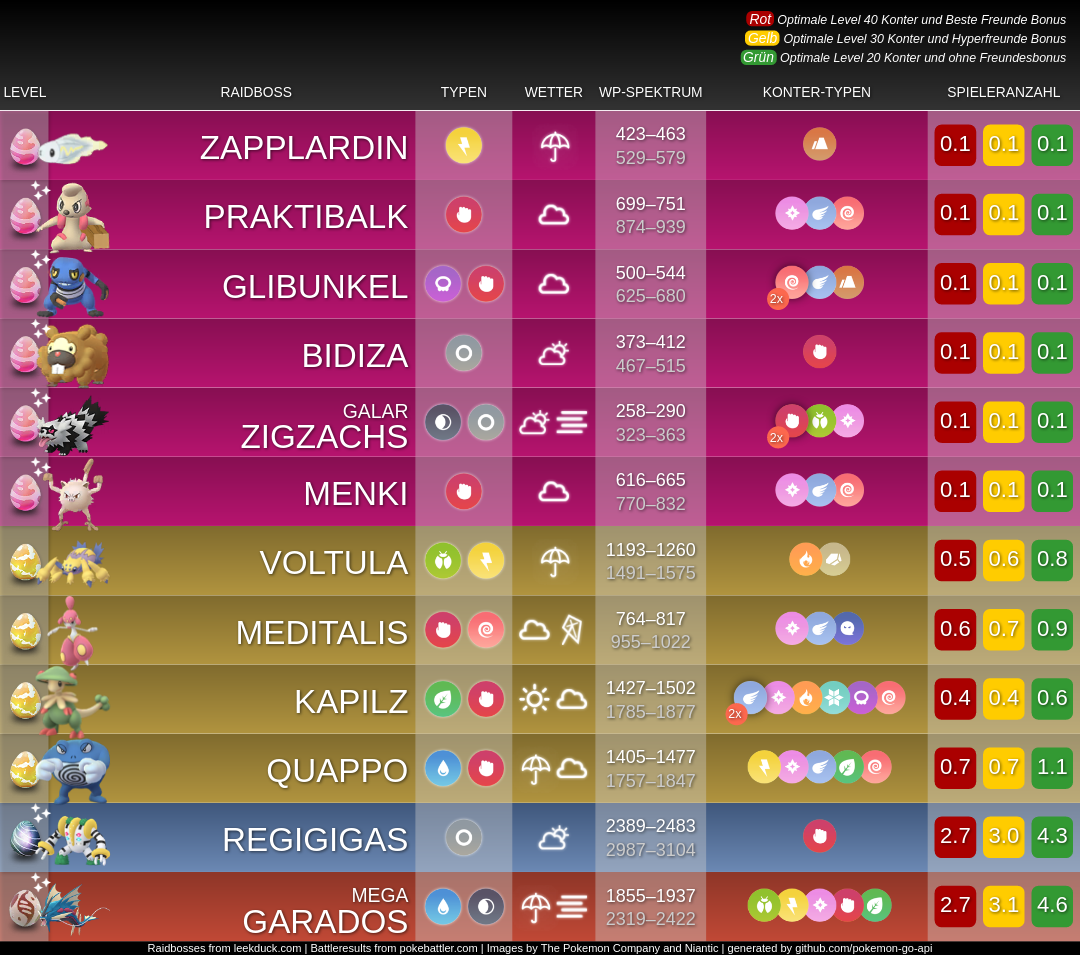 Rot Optimale Level 40 Konter und Beste Freunde Bonus
Gelb Optimale Level 30 Konter und Hyperfreunde Bonus
Grün Optimale Level 20 Konter und ohne Freundesbonus
LEVEL RAIDBOSS TYPEN WETTER WP-SPEKTRUM KONTER-TYPEN SPIELERANZAHL
ZAPPLARDIN 423–463 0.1 0.1 0.1
529–579
PRAKTIBALK 699–751 0.1 0.1 0.1
874–939
GLIBUNKEL 500–544 0.1 0.1 0.1
625–680 2x
BIDIZA 373–412 0.1 0.1 0.1
467–515
GALAR 258–290
ZIGZACHS 323–363 2x 0.1 0.1 0.1
MENKI 616–665 0.1 0.1 0.1
770–832
VOLTULA 1193–1260 0.5 0.6 0.8
1491–1575
MEDITALIS 764–817 0.6 0.7 0.9
955–1022
KAPILZ 1427–1502 0.4 0.4 0.6
1785–1877 2x
QUAPPO 1405–1477 0.7 0.7 1.1
1757–1847
REGIGIGAS 2389–2483 2.7 3.0 4.3
2987–3104
MEGA 1855–1937
GARADOS 2319–2422 2.7 3.1 4.6
Raidbosses from leekduck.com | Battleresults from pokebattler.com | Images by The Pokemon Company and Niantic | generated by github.com/pokemon-go-api